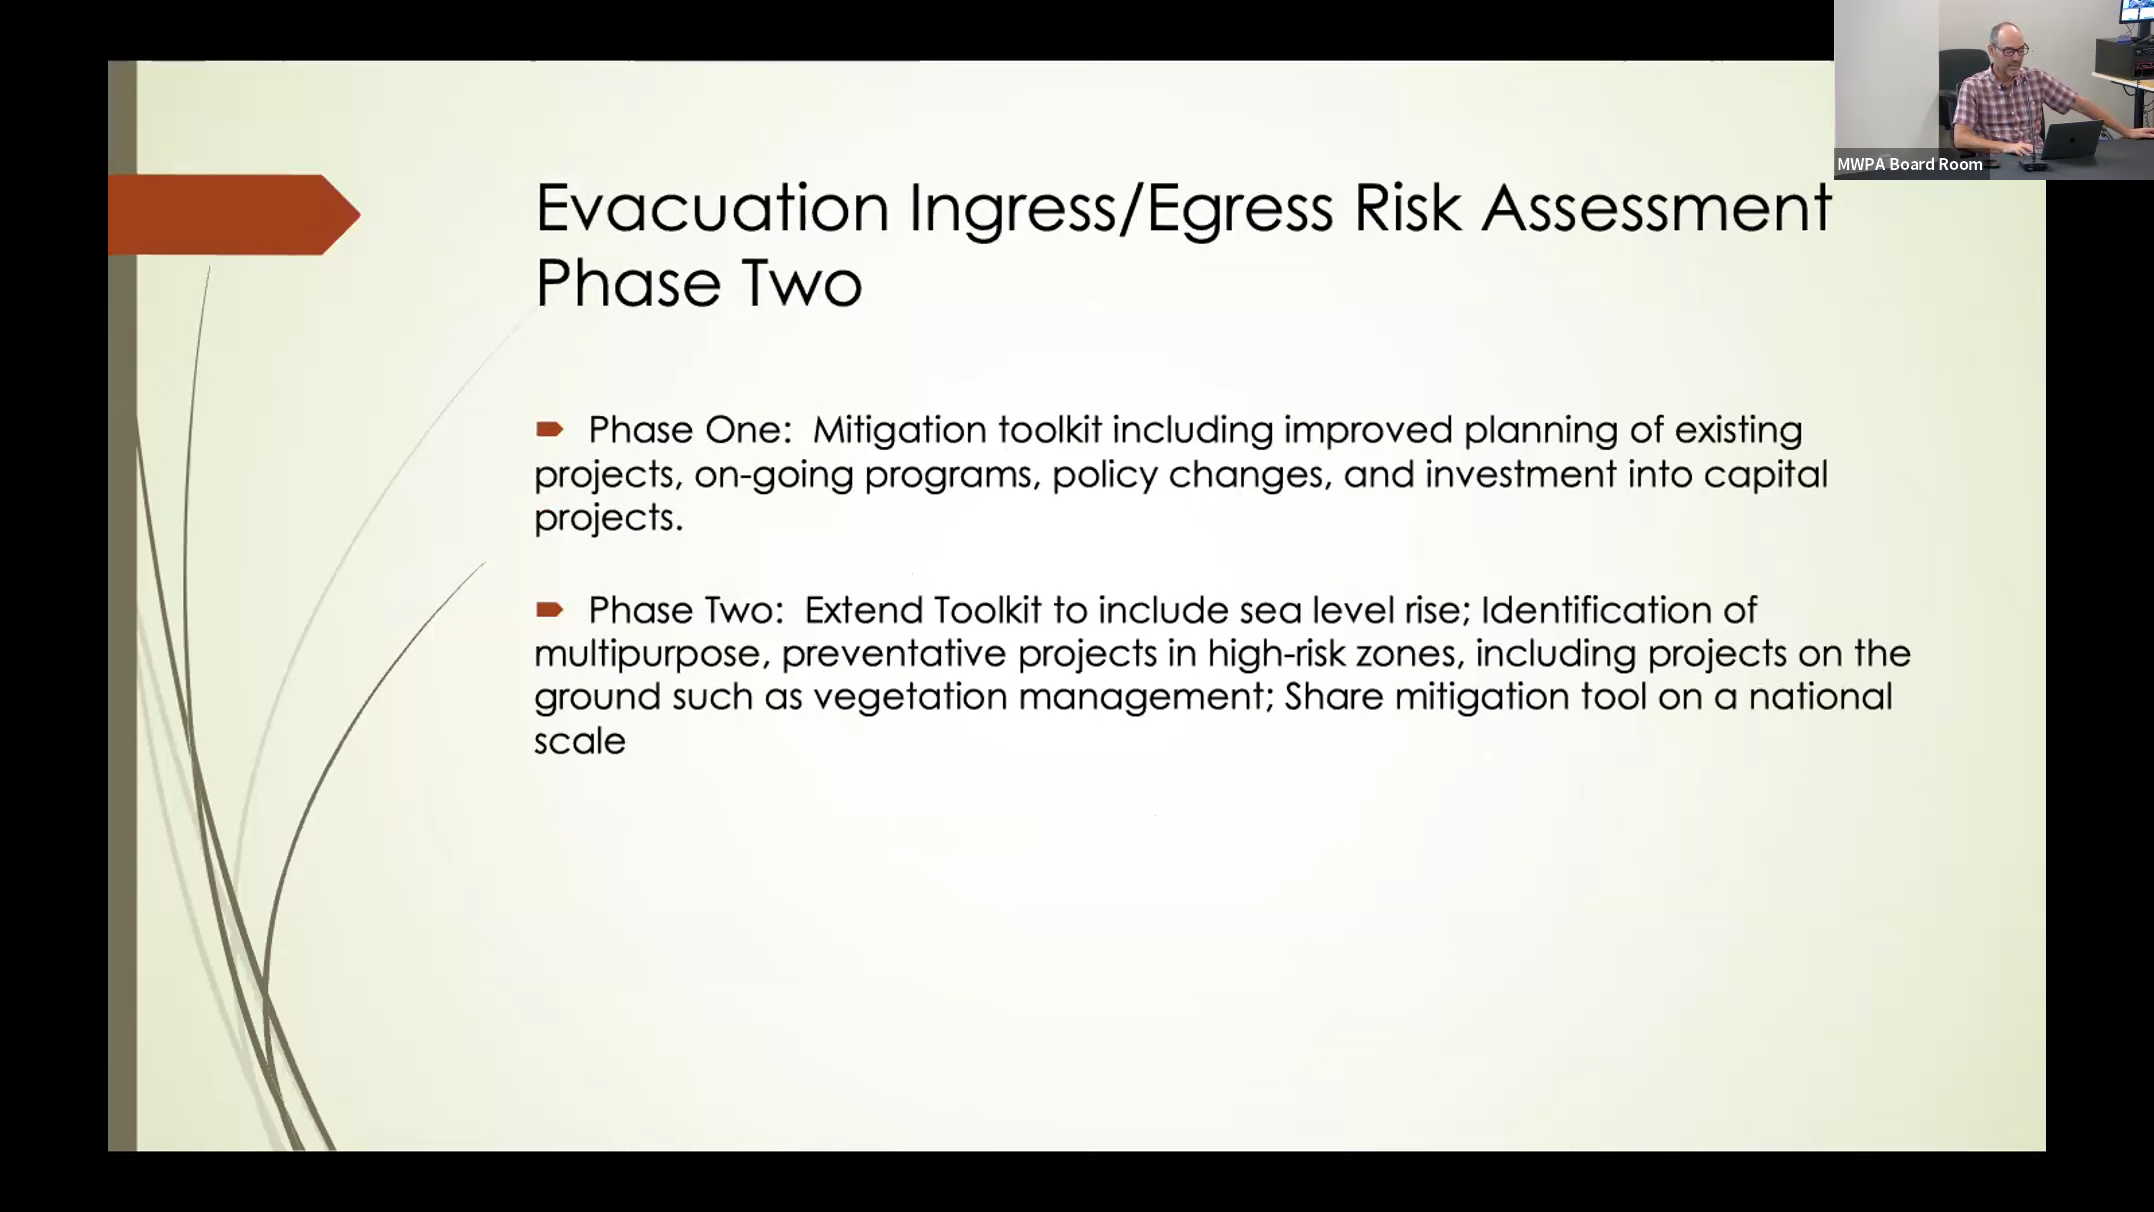 MWPA Board Room
Evacuation Ingress/Egress Risk Assessment
Phase Two
Phase One:  Mitigation toolkit including improved planning of existing
projects, on-going programs, policy changes, and investment into capital
projects.
Phase Two:  Extend Toolkit to include sea level rise; Identification of
multipurpose, preventative projects in high-risk zones, including projects on the
ground such as vegetation management; Share mitigation tool on a national
scale